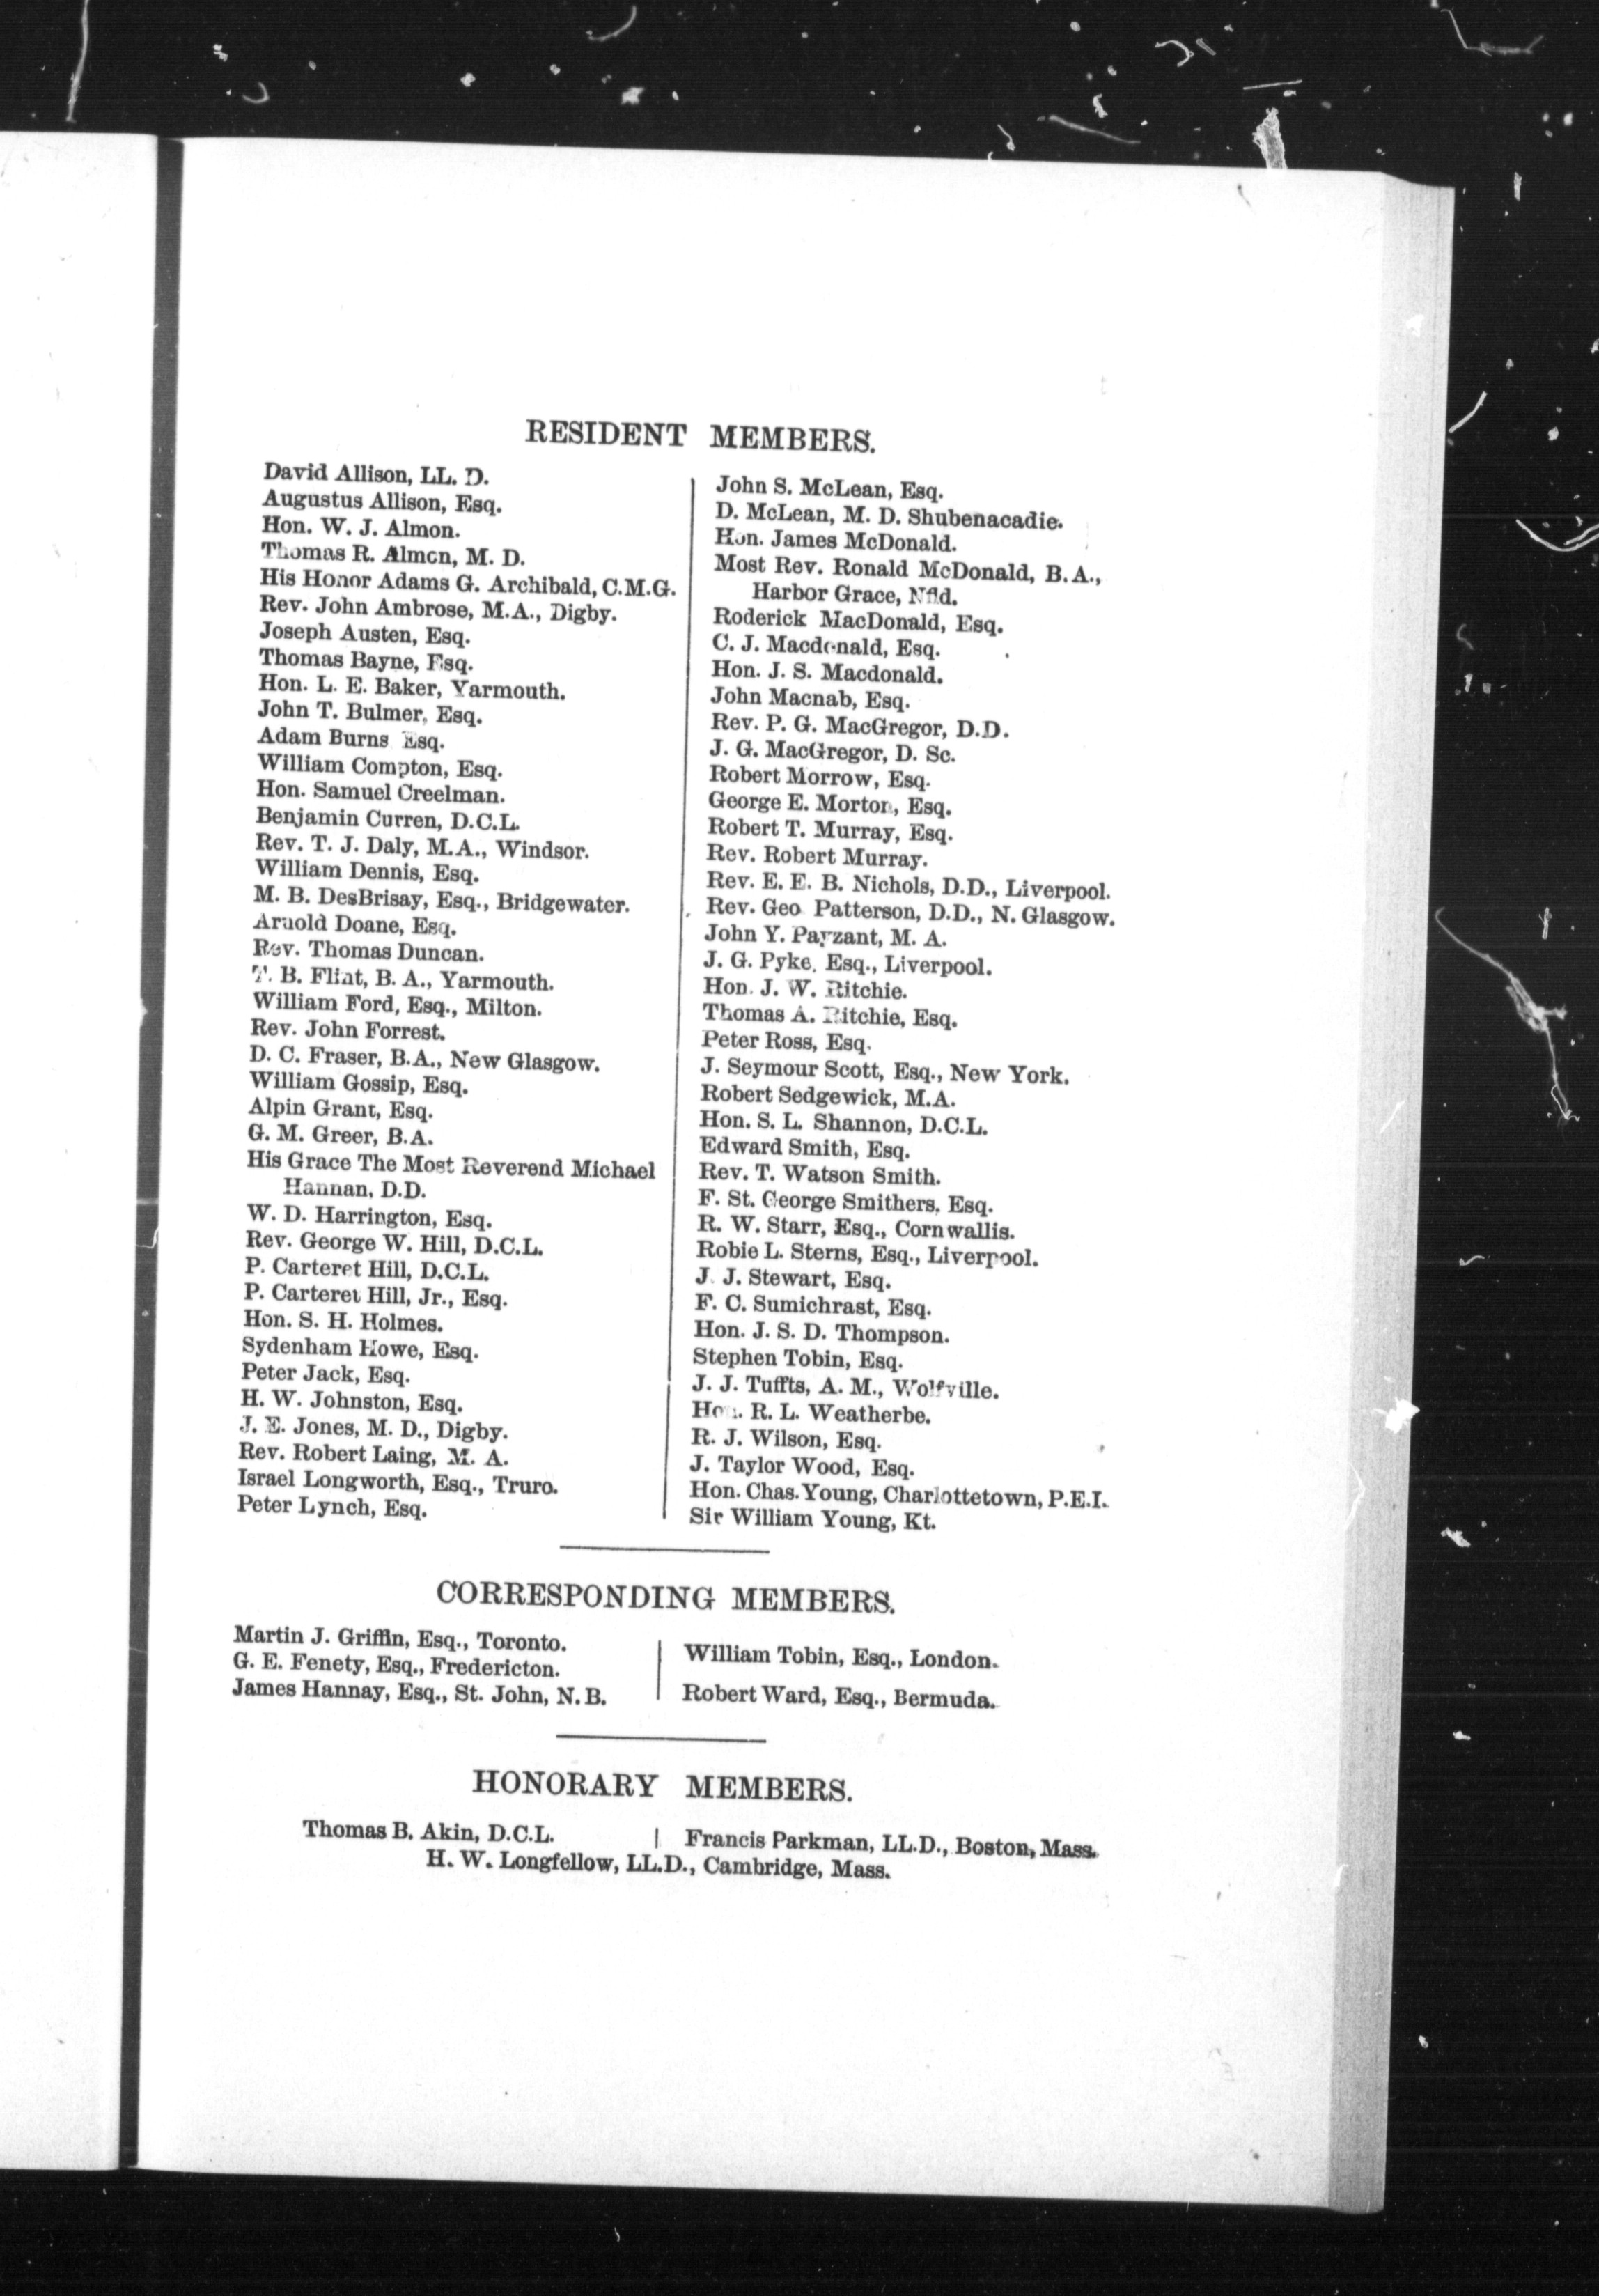 RESIDENT MEMBERS.
David Allison, LL. D.
Augustus Allison, Esq.
Hon. W. J. Almon.
Thomas R. Almon, M. D.
His Honor Adams G. Archibald, C.M.G.
Rev. John Ambrose, M.A., Digby.
Joseph Austen, Esq.
Thomas Bayne, Esq.
Hon. L. E. Baker, Yarmouth.
John T. Bulmer, Esq.
Adam Burns Esq.
William Compton, Esq.
Hon. Samuel Creelman.
Benjamin Curren, D.C.L.
Rev. T. J. Daly, M.A., Windsor.
William Dennis, Esq.
M. B. DesBrisay, Esq., Bridgewater.
Arnold Doane, Esq.
Rev. Thomas Duncan.
T. B. Flint, B. A., Yarmouth.
William Ford, Esq., Milton.
Rev. John Forrest.
D. C. Fraser, B.A., New Glasgow.
William Gossip, Esq.
Alpin Grant, Esq.
G. M. Greer, B.A.
His Grace The Most Reverend Michael
Hannan, D.D.
W. D. Harrington, Esq.
Rev. George W. Hill, D.C.L.
P. Carteret Hill, D.C.L.
P. Carteret Hill, Jr., Esq.
Hon. S. H. Holmes.
Sydenham Howe, Esq.
Peter Jack, Esq.
H. W. Johnston, Esq.
J. E. Jones, M. D., Digby.
Rev. Robert Laing, M. A.
Israel Longworth, Esq., Truro.
Peter Lynch, Esq.
John S. McLean, Esq.
D. McLean, M. D. Shubenacadie.
Hon. James McDonald.
Most Rev. Ronald McDonald, B.A.,
Harbor Grace, Nfld.
Roderick MacDonald, Esq.
C. J. Macdonald, Esq.
Hon. J. S. Macdonald.
John Macnab, Esq.
Rev. P. G. MacGregor, D.D.
J. G. MacGregor, D. Sc.
Robert Morrow, Esq.
George E. Morton, Esq.
Robert T. Murray, Esq.
Rev. Robert Murray.
Rev. E. E. B. Nichols, D.D., Liverpool.
Rev. Geo Patterson, D.D., N. Glasgow.
John Y. Payzant, M. A.
J. G. Pyke, Esq., Liverpool.
Hon. J. W. Ritchie.
Thomas A. Ritchie, Esq.
Peter Ross, Esq.
J. Seymour Scott, Esq., New York.
Robert Sedgewick, M.A.
Hon. S. L. Shannon, D.C.L.
Edward Smith, Esq.
Rev. T. Watson Smith.
F. St. George Smithers, Esq.
R. W. Starr, Esq., Cornwallis.
Robie L. Sterns, Esq., Liverpool.
J. J. Stewart, Esq.
F. C. Sumichrast, Esq.
Hon. J. S. D. Thompson.
Stephen Tobin, Esq.
J. J. Tuffts, A. M., Wolfville.
Hon. R. L. Weatherbe.
R. J. Wilson, Esq.
J. Taylor Wood, Esq.
Hon. Chas. Young, Charlottetown, P.E.I.
Sir William Young, Kt.
CORRESPONDING MEMBERS.
Martin J. Griffin, Esq., Toronto.
G. E. Fenety, Esq., Fredericton.
James Hannay, Esq., St. John, N.B.
William Tobin, Esq., London.
Robert Ward, Esq., Bermuda.
HONORARY MEMBERS.
Thomas B. Akin, D.C.L. | Francis Parkman, LL.D., Boston, Mass.
H. W. Longfellow, LL.D., Cambridge, Mass.